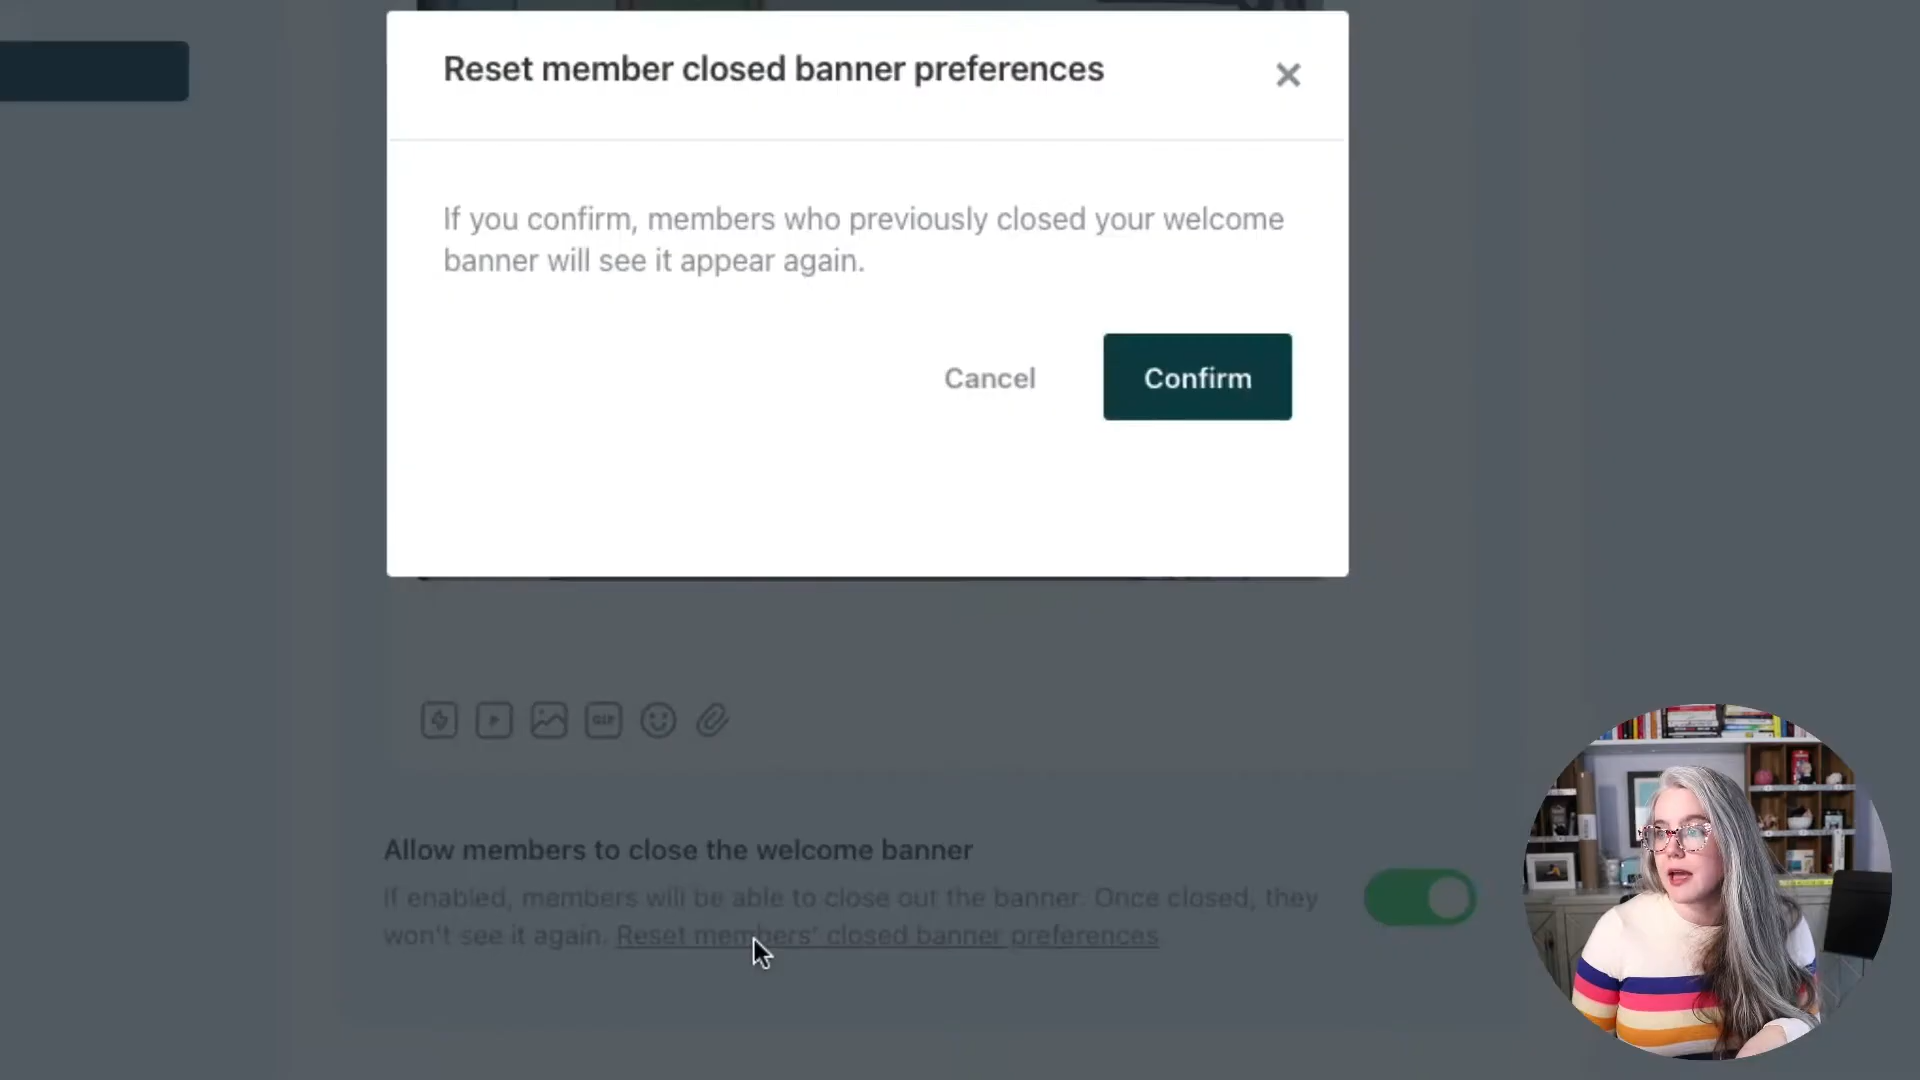 Reset member closed banner preferences
If you confirm, members who previously closed your welcome
banner will see it appear again.
Cancel
Confirm
GIF
Allow members to close the welcome banner
If enabled, members will be able to close out the banner. Once closed, they
won't see it again. Reset members' closed banner preferences